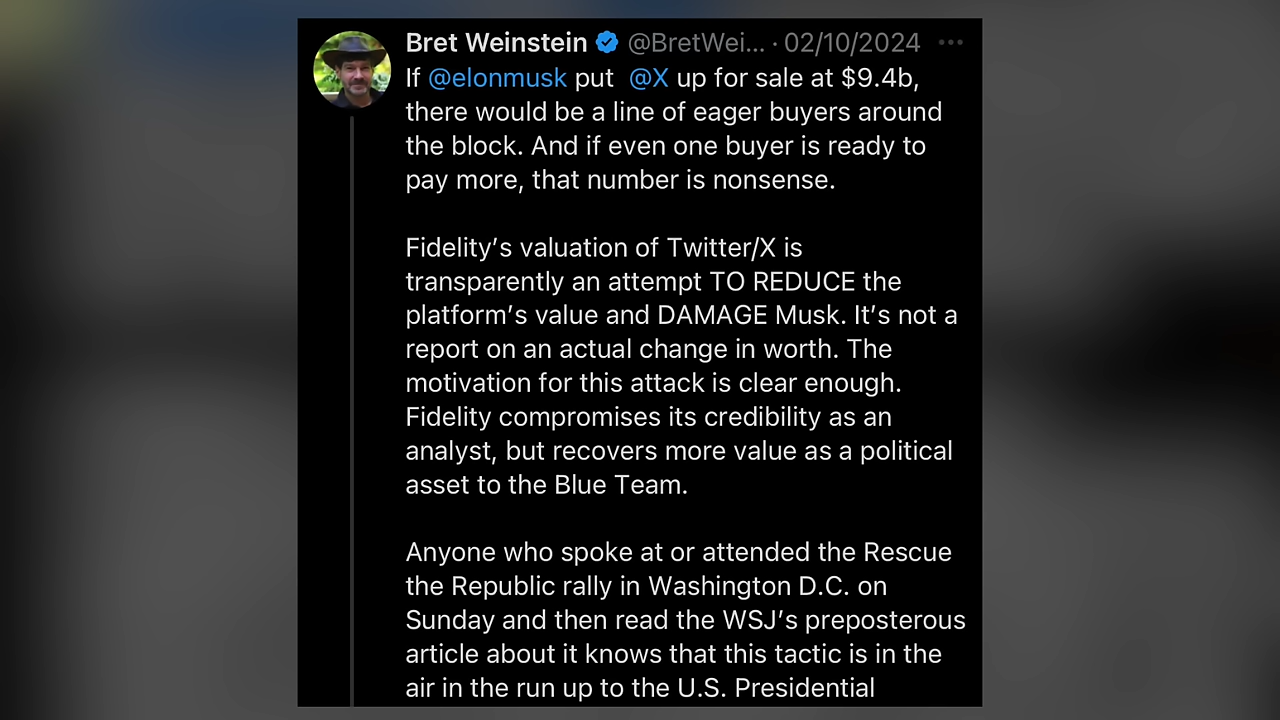 Bret Weinstein @BretWei... · 02/10/2024 ...
If @elonmusk put @X up for sale at $9.4b,
there would be a line of eager buyers around
the block. And if even one buyer is ready to
pay more, that number is nonsense.
Fidelity’s valuation of Twitter/X is
transparently an attempt TO REDUCE the
platform’s value and DAMAGE Musk. It’s not a
report on an actual change in worth. The
motivation for this attack is clear enough.
Fidelity compromises its credibility as an
analyst, but recovers more value as a political
asset to the Blue Team.
Anyone who spoke at or attended the Rescue
the Republic rally in Washington D.C. on
Sunday and then read the WSJ’s preposterous
article about it knows that this tactic is in the
air in the run up to the U.S. Presidential